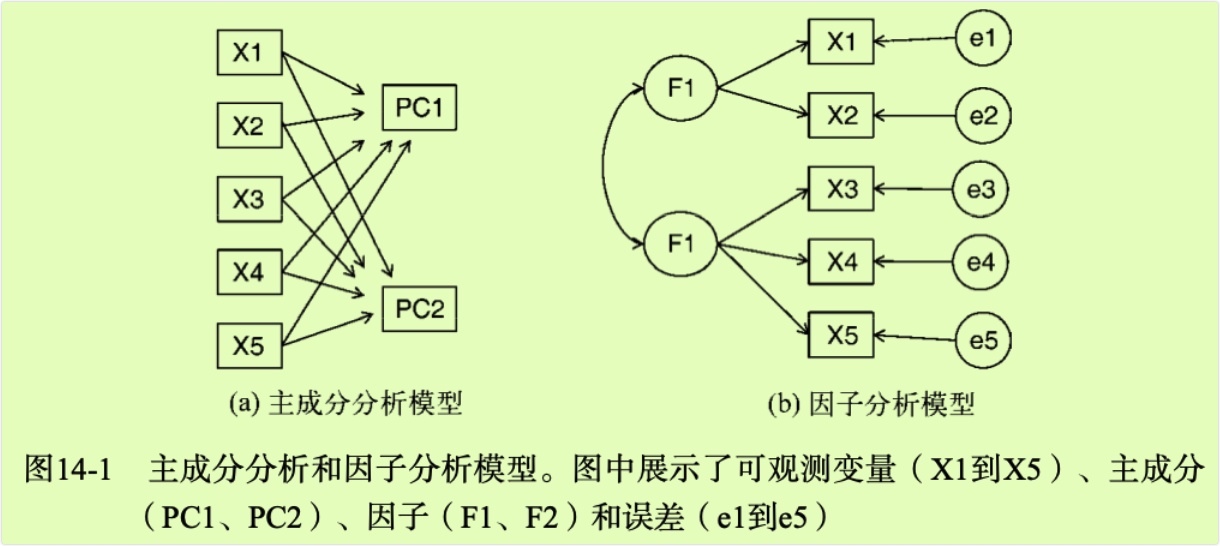 X1
X2
X3
X4
X5
PC1
PC2
(a) 主成分分析模型
F1
F1
X1
X2
X3
X4
X5
e1
e2
e3
e4
e5
(b) 因子分析模型
图14-1 主成分分析和因子分析模型。图中展示了可观测变量（X1到X5）、主成分
（PC1、PC2）、因子（F1、F2）和误差（e1到e5）